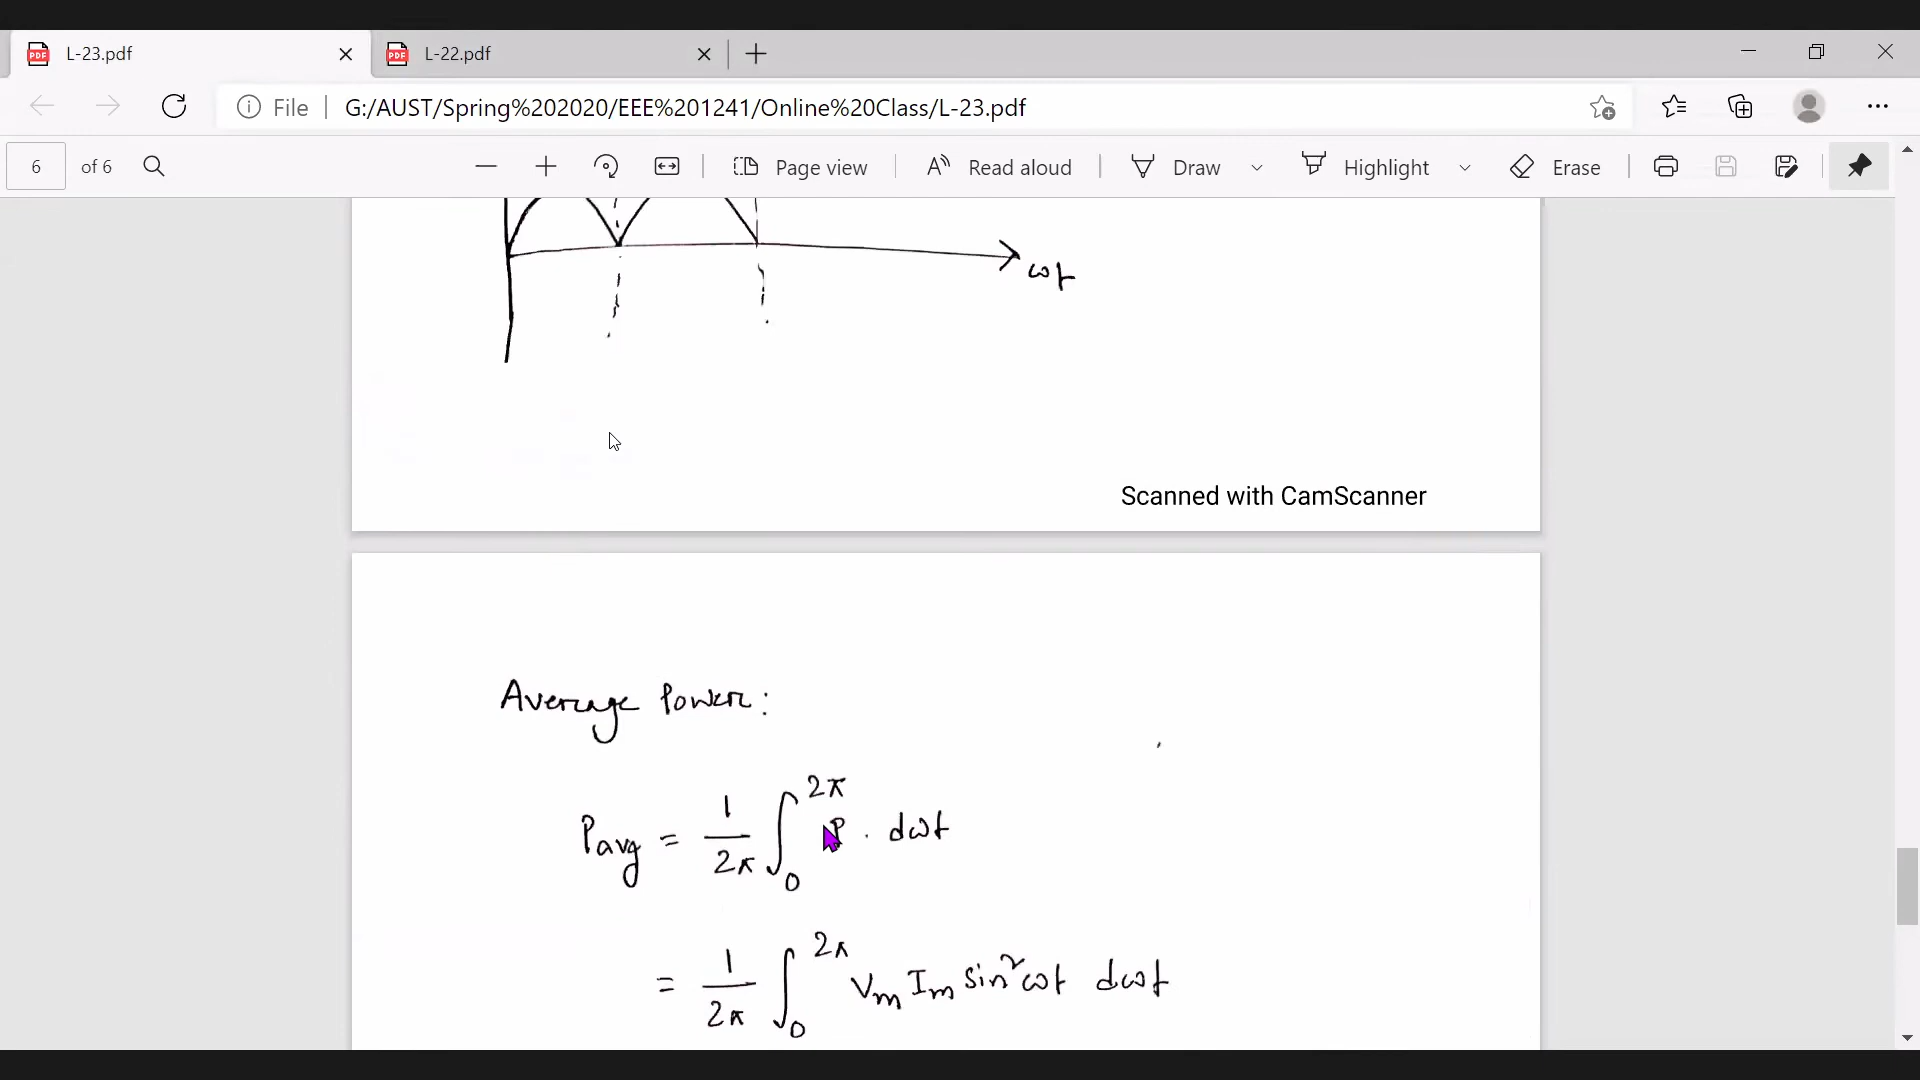 L-23.pdf
L-22.pdf
File
G:/AUST/Spring%202020/EEE%201241/Online%20Class/L-23.pdf
6 of 6
Page view
Read aloud
Draw
Highlight
Erase
ωt
Scanned with CamScanner
Average Power:
Pavg = 1/2π ∫₀^2π P . dωt
= 1/2π ∫₀^2π Vm Im sin²ωt dωt